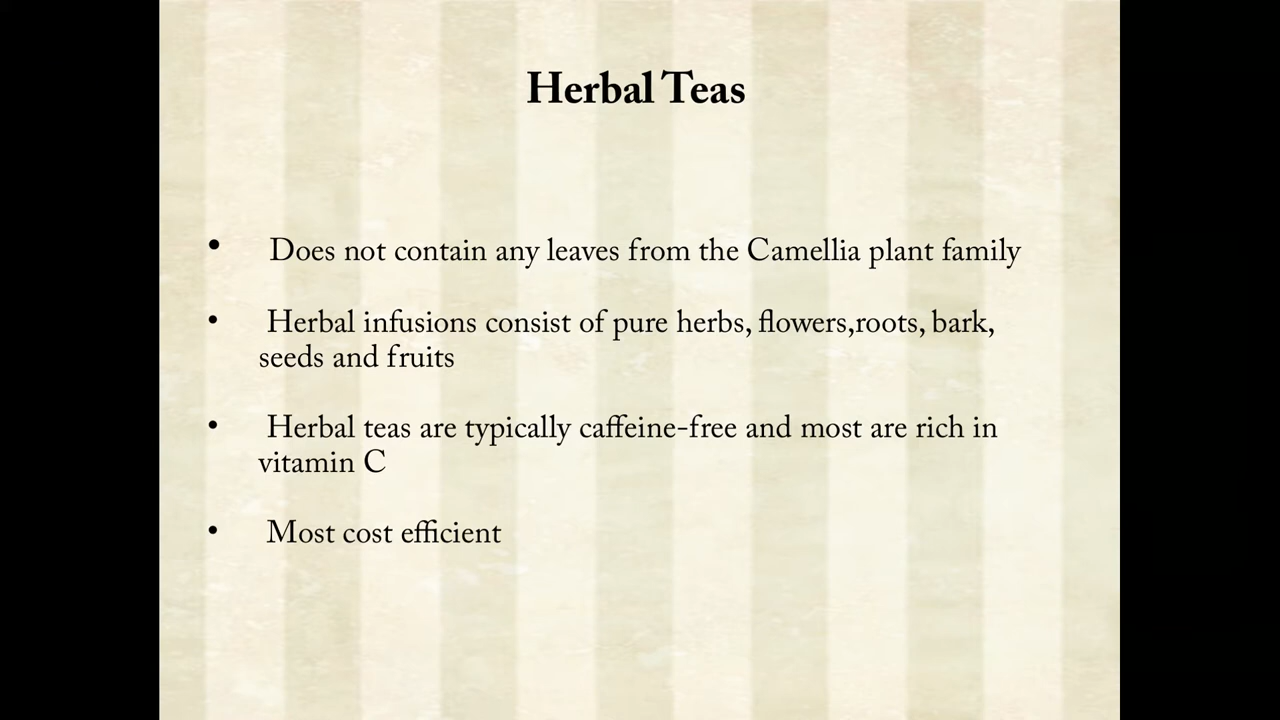 Herbal Teas
• Does not contain any leaves from the Camellia plant family
• Herbal infusions consist of pure herbs, flowers,roots, bark,
seeds and fruits
• Herbal teas are typically caffeine-free and most are rich in
vitamin C
• Most cost efficient